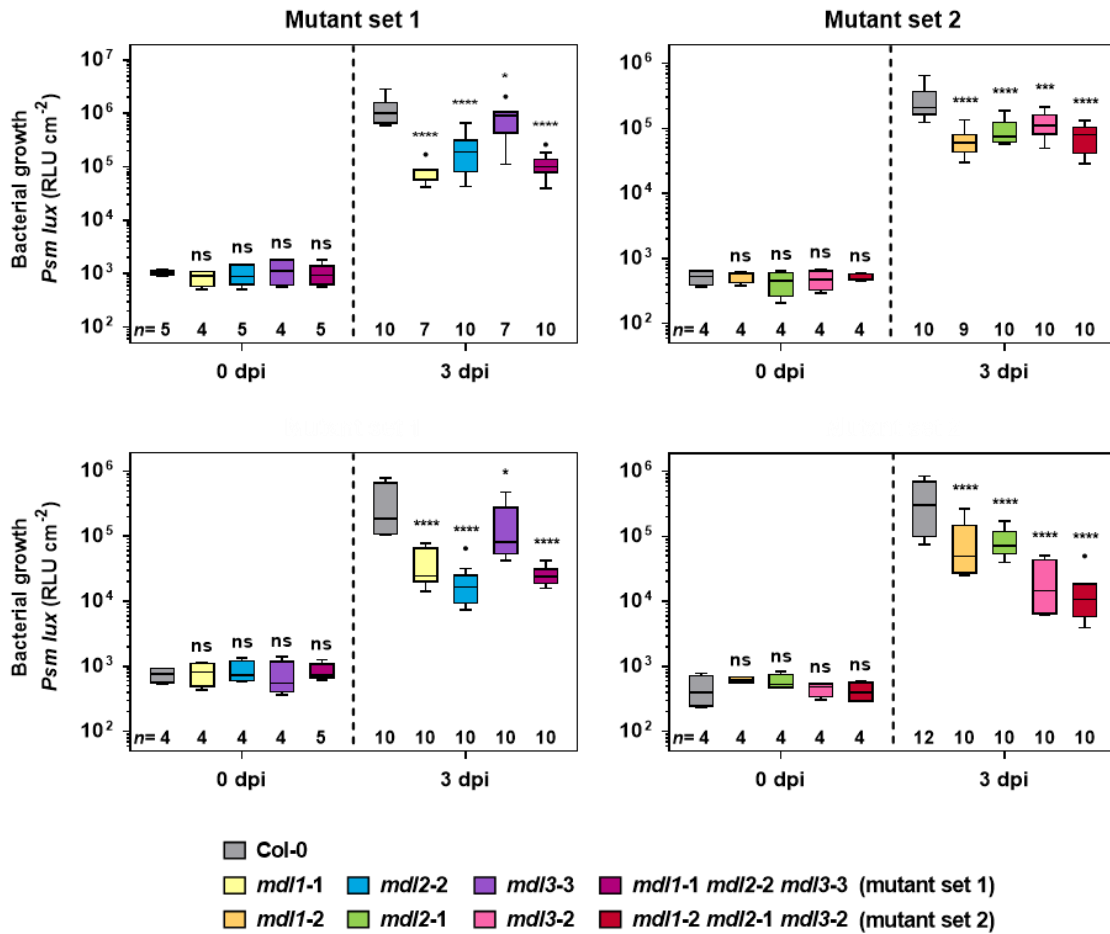 Mutant set 1
Mutant set 2
Bacterial growth
Psm lux (RLU cm⁻²)
10⁷
10⁶
10⁵
10⁴
10³
10²
ns ns ns ns
**** **** * ****
n= 5 4 5 4 5 10 7 10 7 10
0 dpi 3 dpi
10⁶
10⁵
10⁴
10³
10²
ns ns ns ns
**** **** *** ****
n= 4 4 4 4 4 10 9 10 10 10
0 dpi 3 dpi
Bacterial growth
Psm lux (RLU cm⁻²)
10⁶
10⁵
10⁴
10³
10²
ns ns ns ns
**** **** * ****
n= 4 4 4 4 5 10 10 10 10 10
0 dpi 3 dpi
10⁶
10⁵
10⁴
10³
10²
ns ns ns ns
**** **** **** ****
n= 4 4 4 4 4 12 10 10 10 10
0 dpi 3 dpi
Col-0
mdl1-1 mdl2-2 mdl3-3 mdl1-1 mdl2-2 mdl3-3 (mutant set 1)
mdl1-2 mdl2-1 mdl3-2 mdl1-2 mdl2-1 mdl3-2 (mutant set 2)